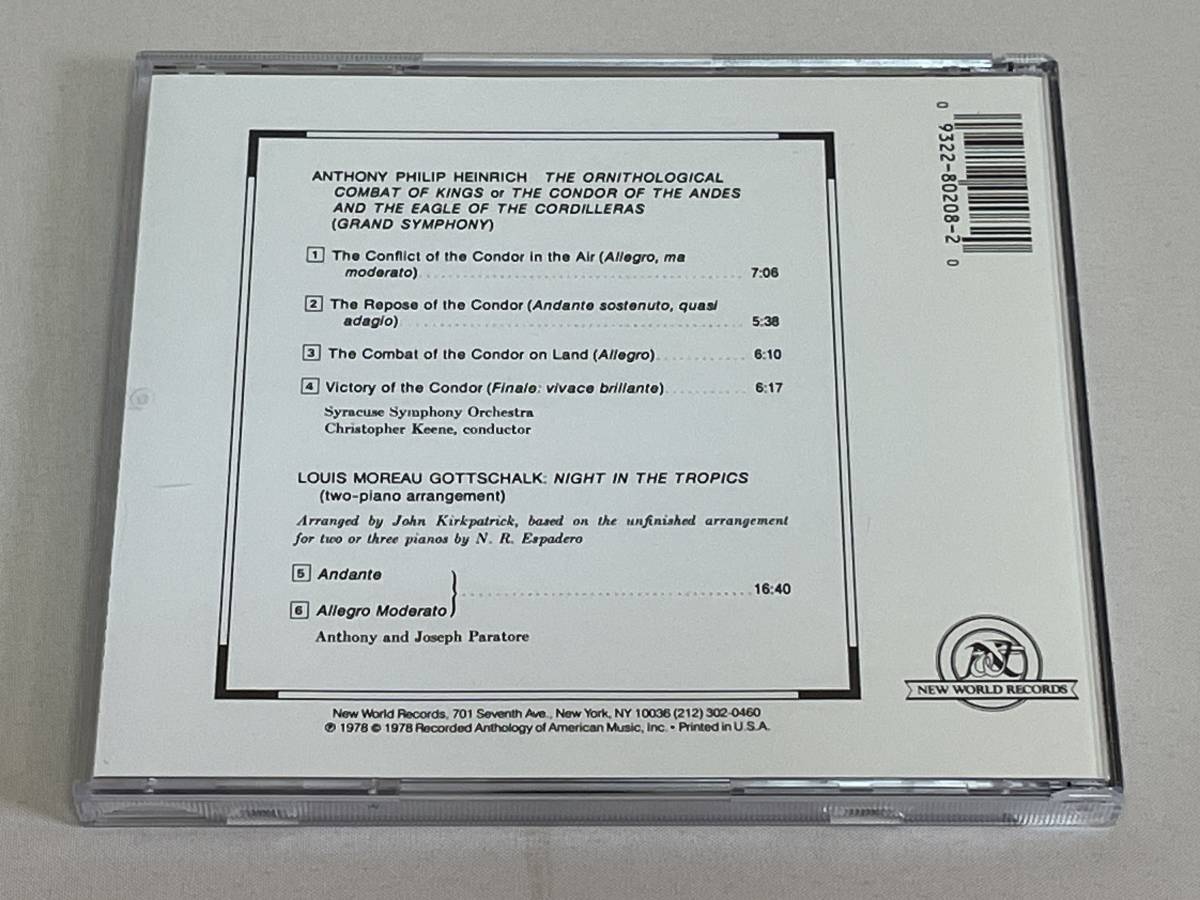 ANTHONY PHILIP HEINRICH THE ORNITHOLOGICAL
COMBAT OF KINGS or THE CONDOR OF THE ANDES
AND THE EAGLE OF THE CORDILLERAS
(GRAND SYMPHONY)
1 The Conflict of the Condor in the Air (Allegro, ma
moderato) 7:06
2 The Repose of the Condor (Andante sostenuto, quasi
adagio) 5:38
3 The Combat of the Condor on Land (Allegro) 6:10
4 Victory of the Condor (Finale: vivace brillante) 6:17
Syracuse Symphony Orchestra
Christopher Keene, conductor
LOUIS MOREAU GOTTSCHALK: NIGHT IN THE TROPICS
(two-piano arrangement)
Arranged by John Kirkpatrick, based on the unfinished arrangement
for two or three pianos by N. R. Espadero
5 Andante
16:40
6 Allegro Moderato
Anthony and Joseph Paratore
New World Records, 701 Seventh Ave., New York, NY 10036 (212) 302-0460
℗ 1978 © 1978 Recorded Anthology of American Music, Inc. • Printed in U.S.A.
0 9322-80208-2 0
NEW WORLD RECORDS